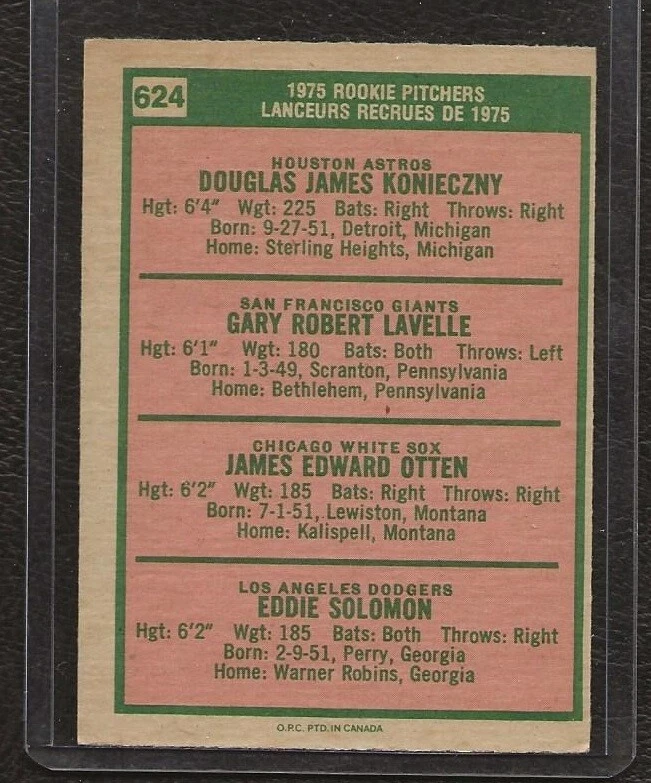 624
1975 ROOKIE PITCHERS
LANCEURS RECRUES DE 1975
HOUSTON ASTROS
DOUGLAS JAMES KONIECZNY
Hgt: 6'4" Wgt: 225 Bats: Right Throws: Right
Born: 9-27-51, Detroit, Michigan
Home: Sterling Heights, Michigan
SAN FRANCISCO GIANTS
GARY ROBERT LAVELLE
Hgt: 6'1" Wgt: 180 Bats: Both Throws: Left
Born: 1-3-49, Scranton, Pennsylvania
Home: Bethlehem, Pennsylvania
CHICAGO WHITE SOX
JAMES EDWARD OTTEN
Hgt: 6'2" Wgt: 185 Bats: Right Throws: Right
Born: 7-1-51, Lewiston, Montana
Home: Kalispell, Montana
LOS ANGELES DODGERS
EDDIE SOLOMON
Hgt: 6'2" Wgt: 185 Bats: Both Throws: Right
Born: 2-9-51, Perry, Georgia
Home: Warner Robins, Georgia
O.P.C. PTD. IN CANADA